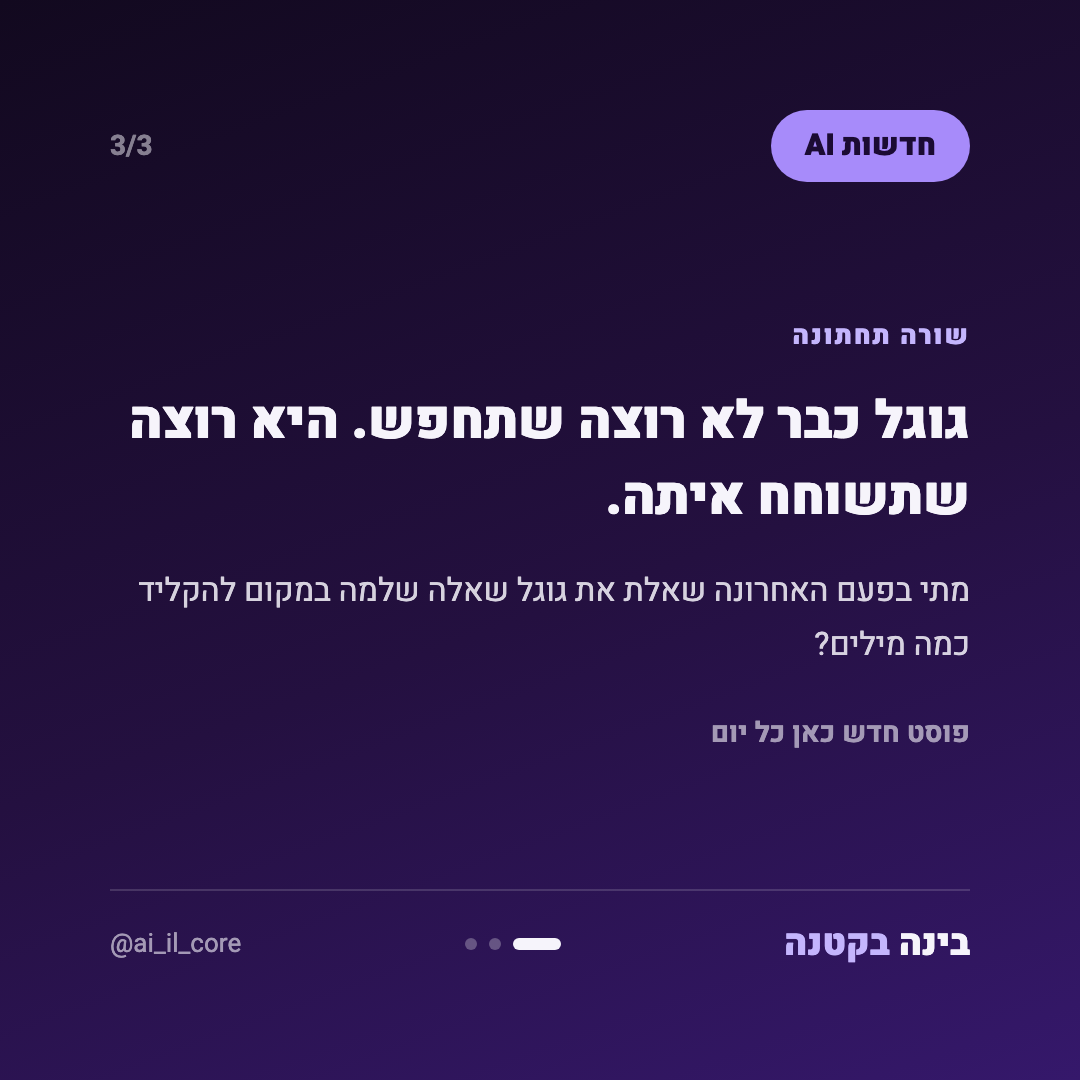 חדשות AI
3/3
שורה תחתונה
גוגל כבר לא רוצה שתחפש. היא רוצה
שתשוחח איתה.
מתי בפעם האחרונה שאלת את גוגל שאלה שלמה במקום להקליד
כמה מילים?
פוסט חדש כאן כל יום
בינה בקטנה
@ai_il_core